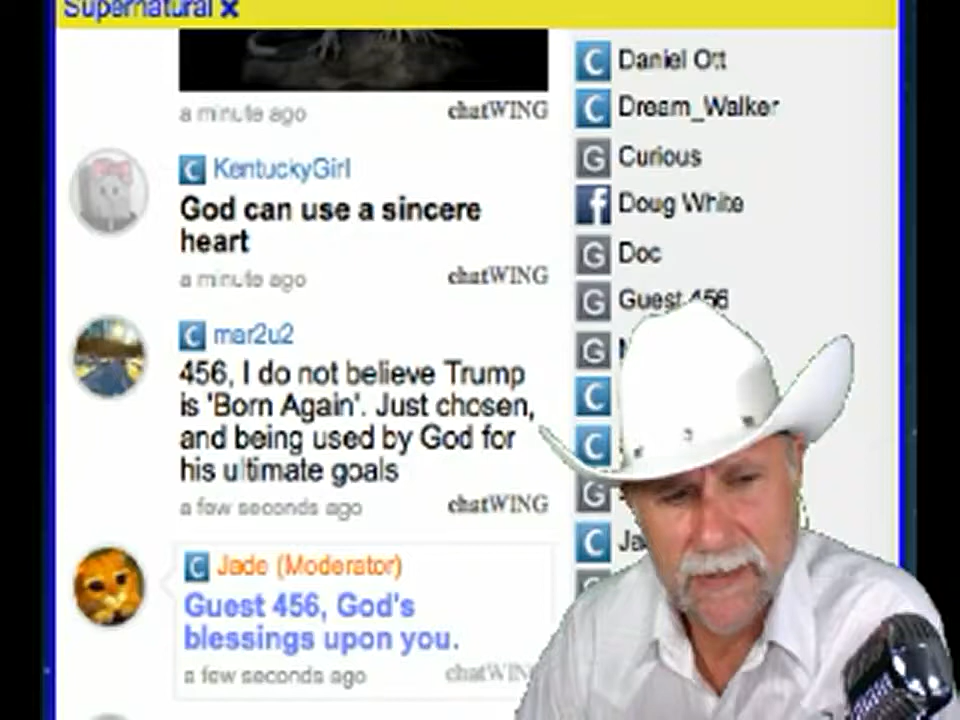 Supernatural x
a minute ago chatWING
C KentuckyGirl
God can use a sincere
heart
a minute ago chatWING
C mar2u2
456, I do not believe Trump
is 'Born Again'. Just chosen,
and being used by God for
his ultimate goals
a few seconds ago chatWING
C Jade (Moderator)
Guest 456, God's
blessings upon you.
a few seconds ago chatWING
C Daniel Ott
C Dream_Walker
G Curious
f Doug White
G Doc
G Guest 456
G
C
C
G
C Ja
G